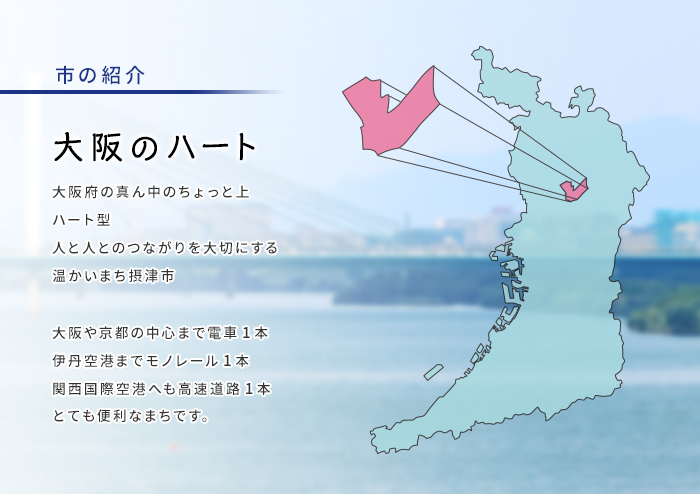 市の紹介
大阪のハート
大阪府の真ん中のちょっと上
ハート型
人と人とのつながりを大切にする
温かいまち摂津市
大阪や京都の中心まで電車1本
伊丹空港までモノレール1本
関西国際空港へも高速道路1本
とても便利なまちです。